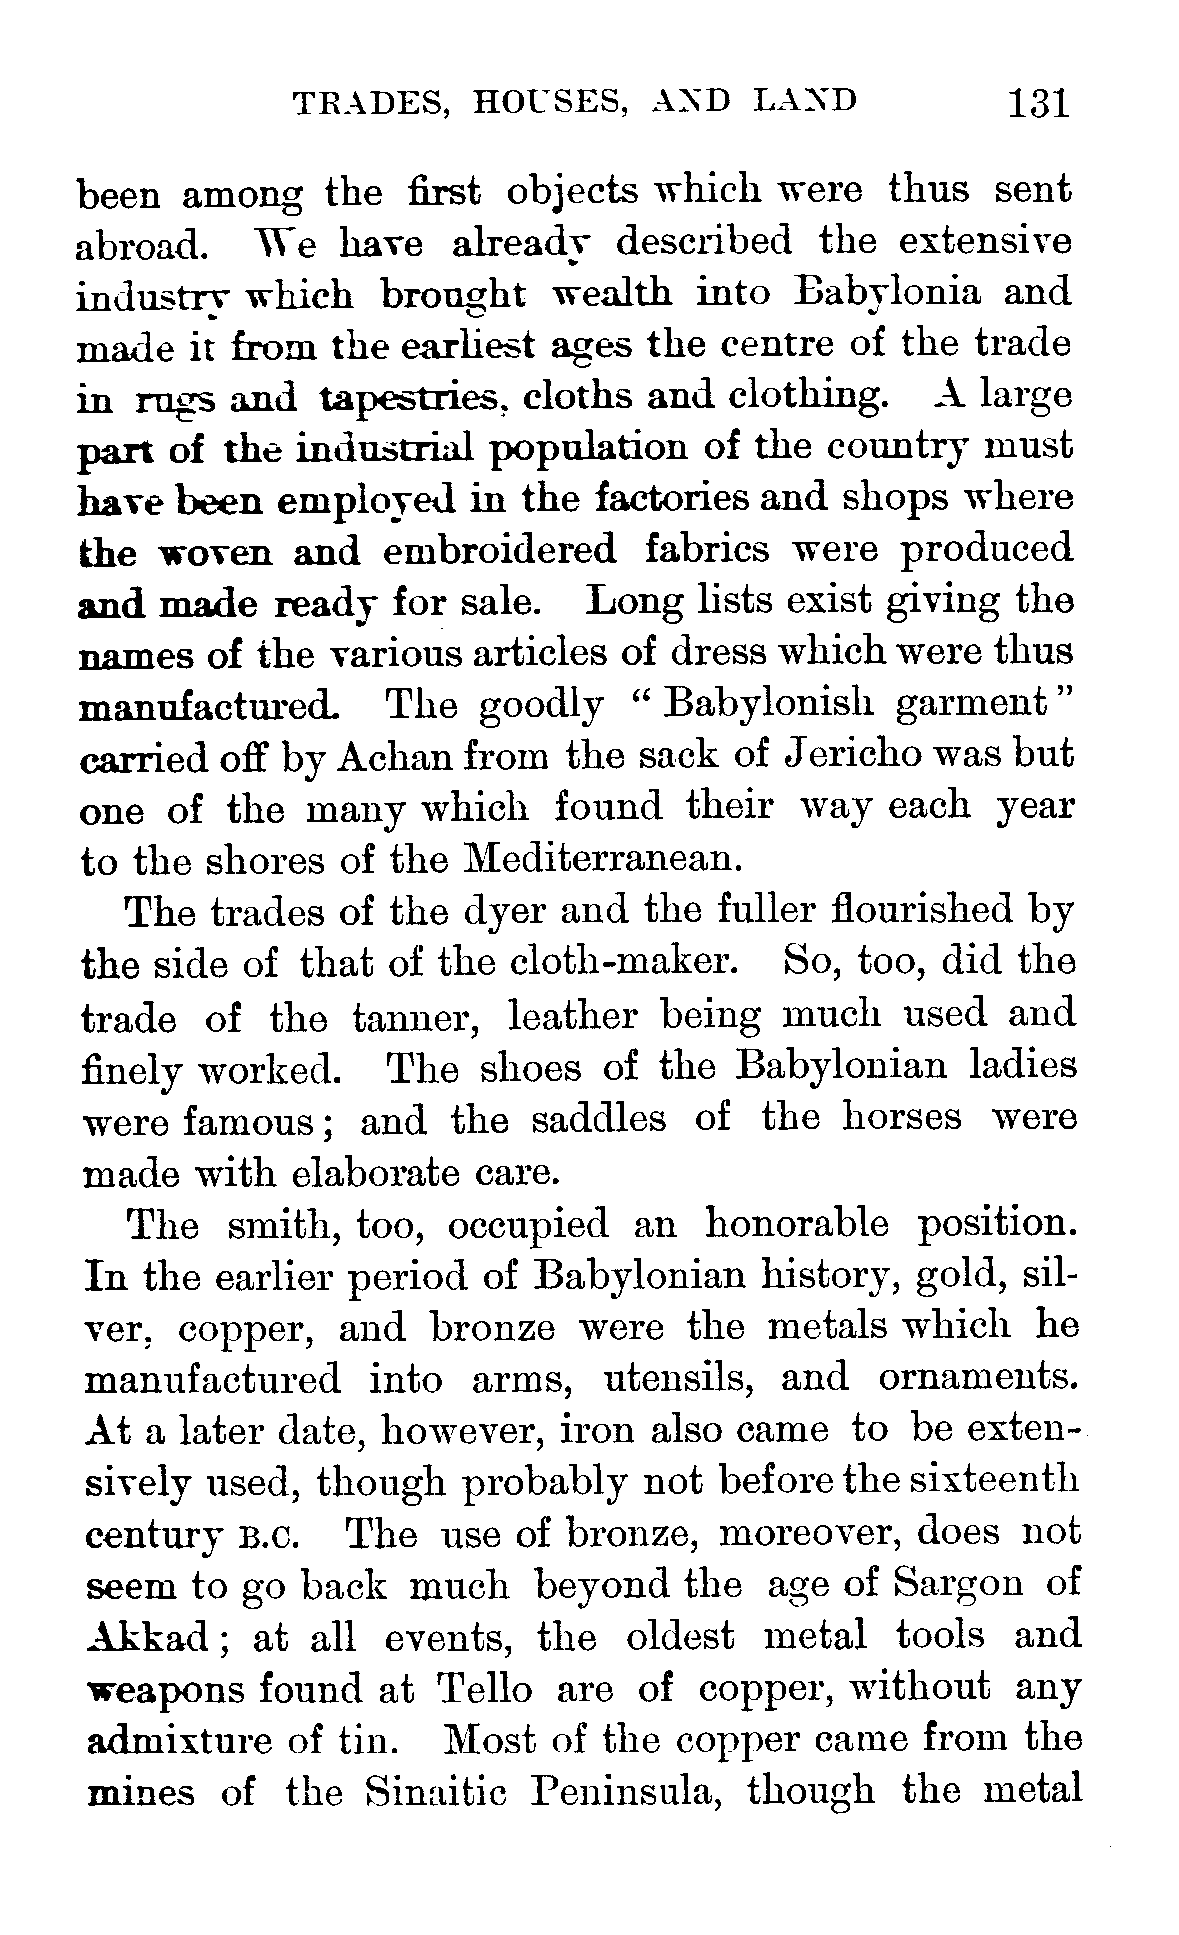 TRADES, HOUSES, AND LAND 131
been among the first objects which were thus sent
abroad. We have already described the extensive
industry which brought wealth into Babylonia and
made it from the earliest ages the centre of the trade
in rugs and tapestries, cloths and clothing. A large
part of the industrial population of the country must
have been employed in the factories and shops where
the woven and embroidered fabrics were produced
and made ready for sale. Long lists exist giving the
names of the various articles of dress which were thus
manufactured. The goodly “ Babylonish garment ”
carried off by Achan from the sack of Jericho was but
one of the many which found their way each year
to the shores of the Mediterranean.
The trades of the dyer and the fuller flourished by
the side of that of the cloth-maker. So, too, did the
trade of the tanner, leather being much used and
finely worked. The shoes of the Babylonian ladies
were famous ; and the saddles of the horses were
made with elaborate care.
The smith, too, occupied an honorable position.
In the earlier period of Babylonian history, gold, sil-
ver, copper, and bronze were the metals which he
manufactured into arms, utensils, and ornaments.
At a later date, however, iron also came to be exten-
sively used, though probably not before the sixteenth
century B.C. The use of bronze, moreover, does not
seem to go back much beyond the age of Sargon of
Akkad ; at all events, the oldest metal tools and
weapons found at Tello are of copper, without any
admixture of tin. Most of the copper came from the
mines of the Sinaitic Peninsula, though the metal